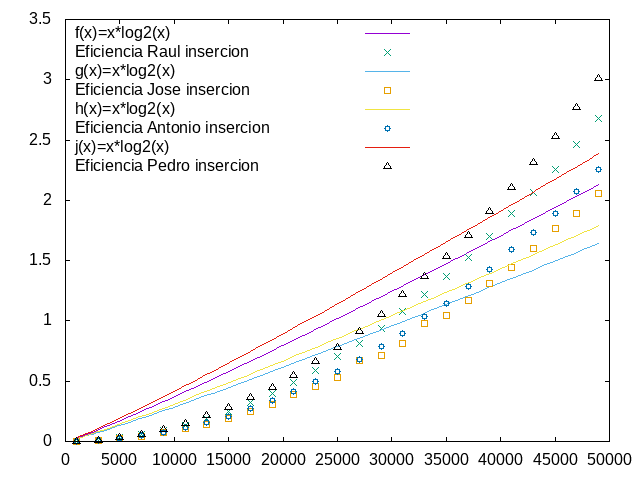 3.5
3
2.5
2
1.5
1
0.5
0
f(x)=x*log2(x)
Eficiencia Raul insercion
g(x)=x*log2(x)
Eficiencia Jose insercion
h(x)=x*log2(x)
Eficiencia Antonio insercion
j(x)=x*log2(x)
Eficiencia Pedro insercion
0 5000 10000 15000 20000 25000 30000 35000 40000 45000 50000